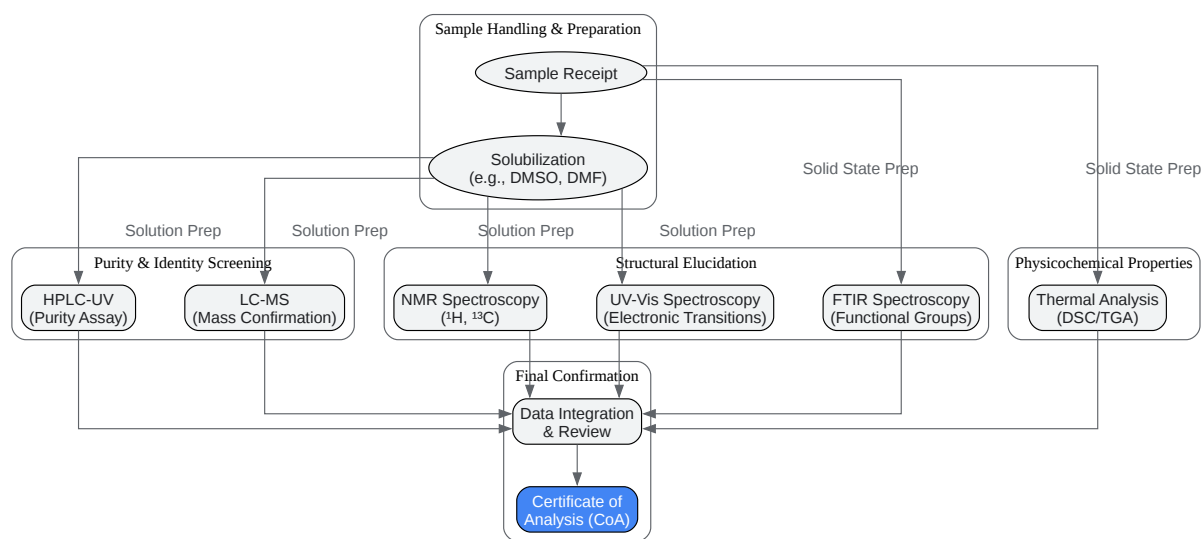 Sample Handling & Preparation
Sample Receipt
Solubilization
(e.g., DMSO, DMF)
Solid State Prep
Solid State Prep
Solution Prep
Solution Prep
Solution Prep
Solution Prep
Purity & Identity Screening
HPLC-UV
(Purity Assay)
LC-MS
(Mass Confirmation)
Structural Elucidation
NMR Spectroscopy
(¹H, ¹³C)
UV-Vis Spectroscopy
(Electronic Transitions)
FTIR Spectroscopy
(Functional Groups)
Physicochemical Properties
Thermal Analysis
(DSC/TGA)
Final Confirmation
Data Integration
& Review
Certificate of
Analysis (CoA)